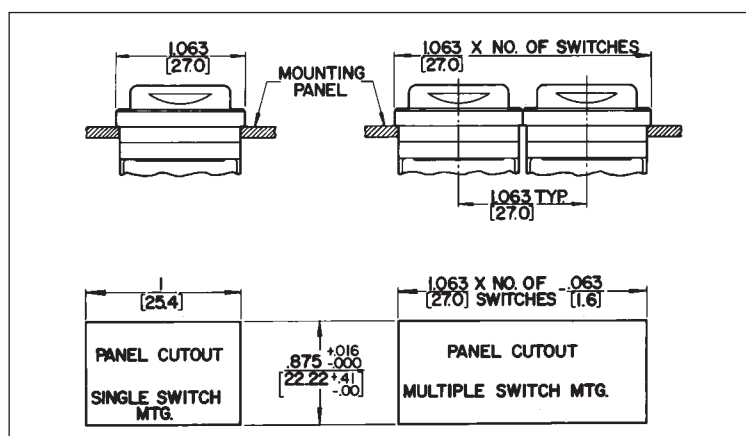 1.063
[27.0]
1.063 X NO. OF SWITCHES
[27.0]
MOUNTING
PANEL
1.063 TYP.
[27.0]
1
[25.4]
1.063 X NO. OF -.063
[27.0] SWITCHES [1.6]
PANEL CUTOUT
SINGLE SWITCH
MTG.
.875 +.016 -.000
[22.22 +.41 -.00]
PANEL CUTOUT
MULTIPLE SWITCH MTG.